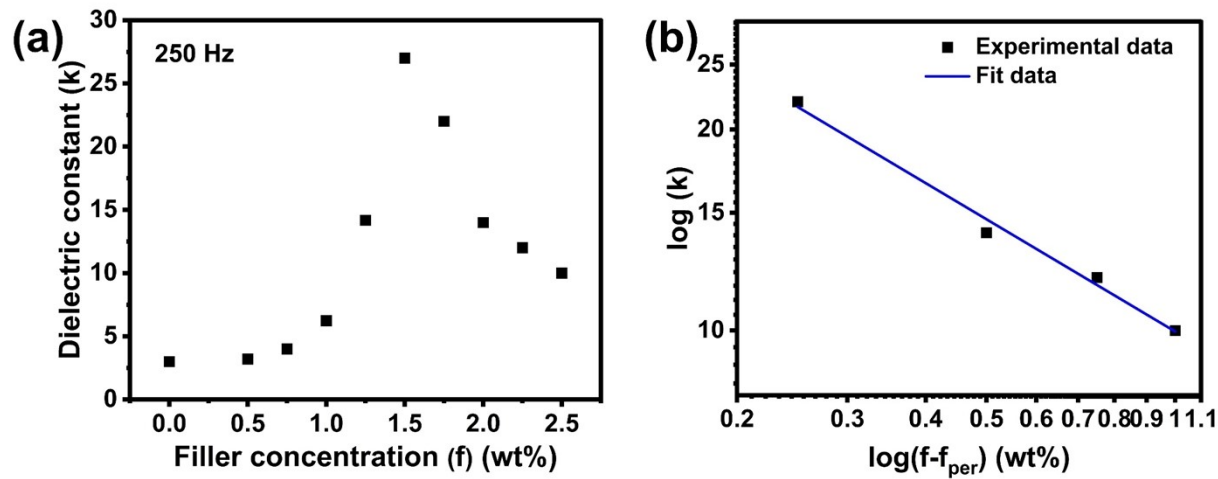 (a)
250 Hz
Dielectric constant (k)
30
25
20
15
10
5
0
0.0 0.5 1.0 1.5 2.0 2.5
Filler concentration (f) (wt%)
(b)
Experimental data
Fit data
log (k)
25
20
15
10
0.2 0.3 0.4 0.5 0.6 0.7 0.8 0.9 1 1.1
log(f-fper) (wt%)